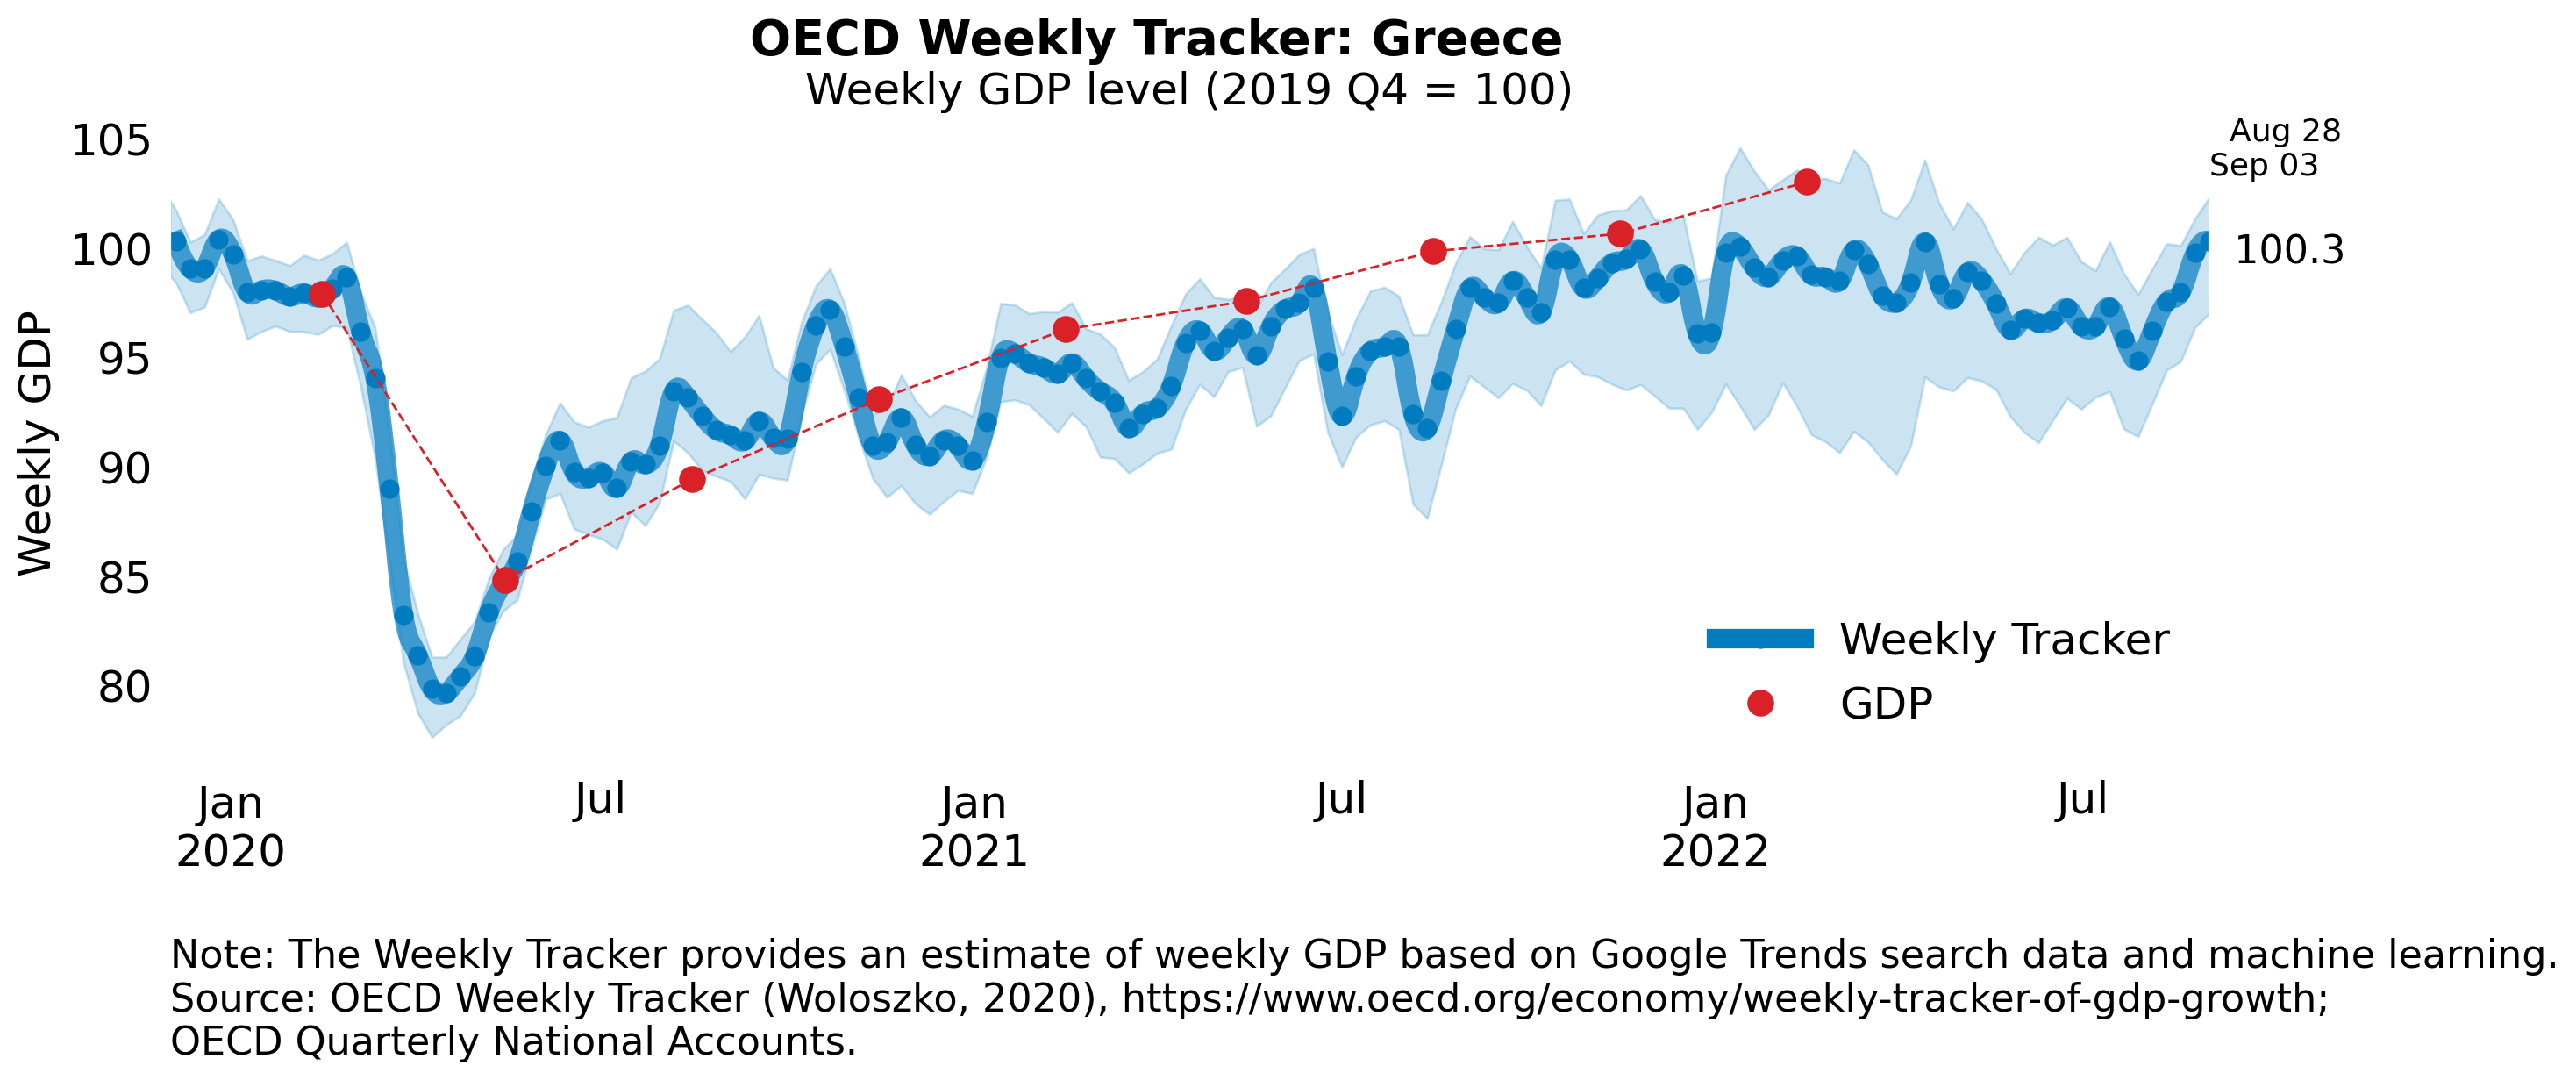 OECD Weekly Tracker: Greece
Weekly GDP level (2019 Q4 = 100)
105
100
95
90
85
80
Weekly GDP
Aug 28
Sep 03
100.3
Weekly Tracker
GDP
Jan
2020
Jul
Jan
2021
Jul
Jan
2022
Jul
Note: The Weekly Tracker provides an estimate of weekly GDP based on Google Trends search data and machine learning.
Source: OECD Weekly Tracker (Woloszko, 2020), https://www.oecd.org/economy/weekly-tracker-of-gdp-growth;
OECD Quarterly National Accounts.